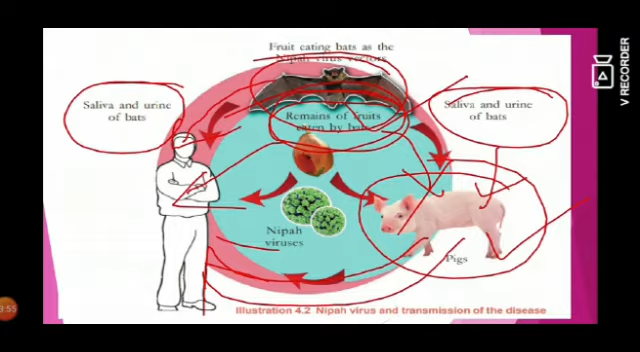 Fruit eating bats as the
Nipah virus vectors
Saliva and urine
of bats
Saliva and urine
of bats
Remains of fruits
eaten by bats
Nipah
viruses
Pigs
Illustration 4.2 Nipah virus and transmission of the disease
V RECORDER